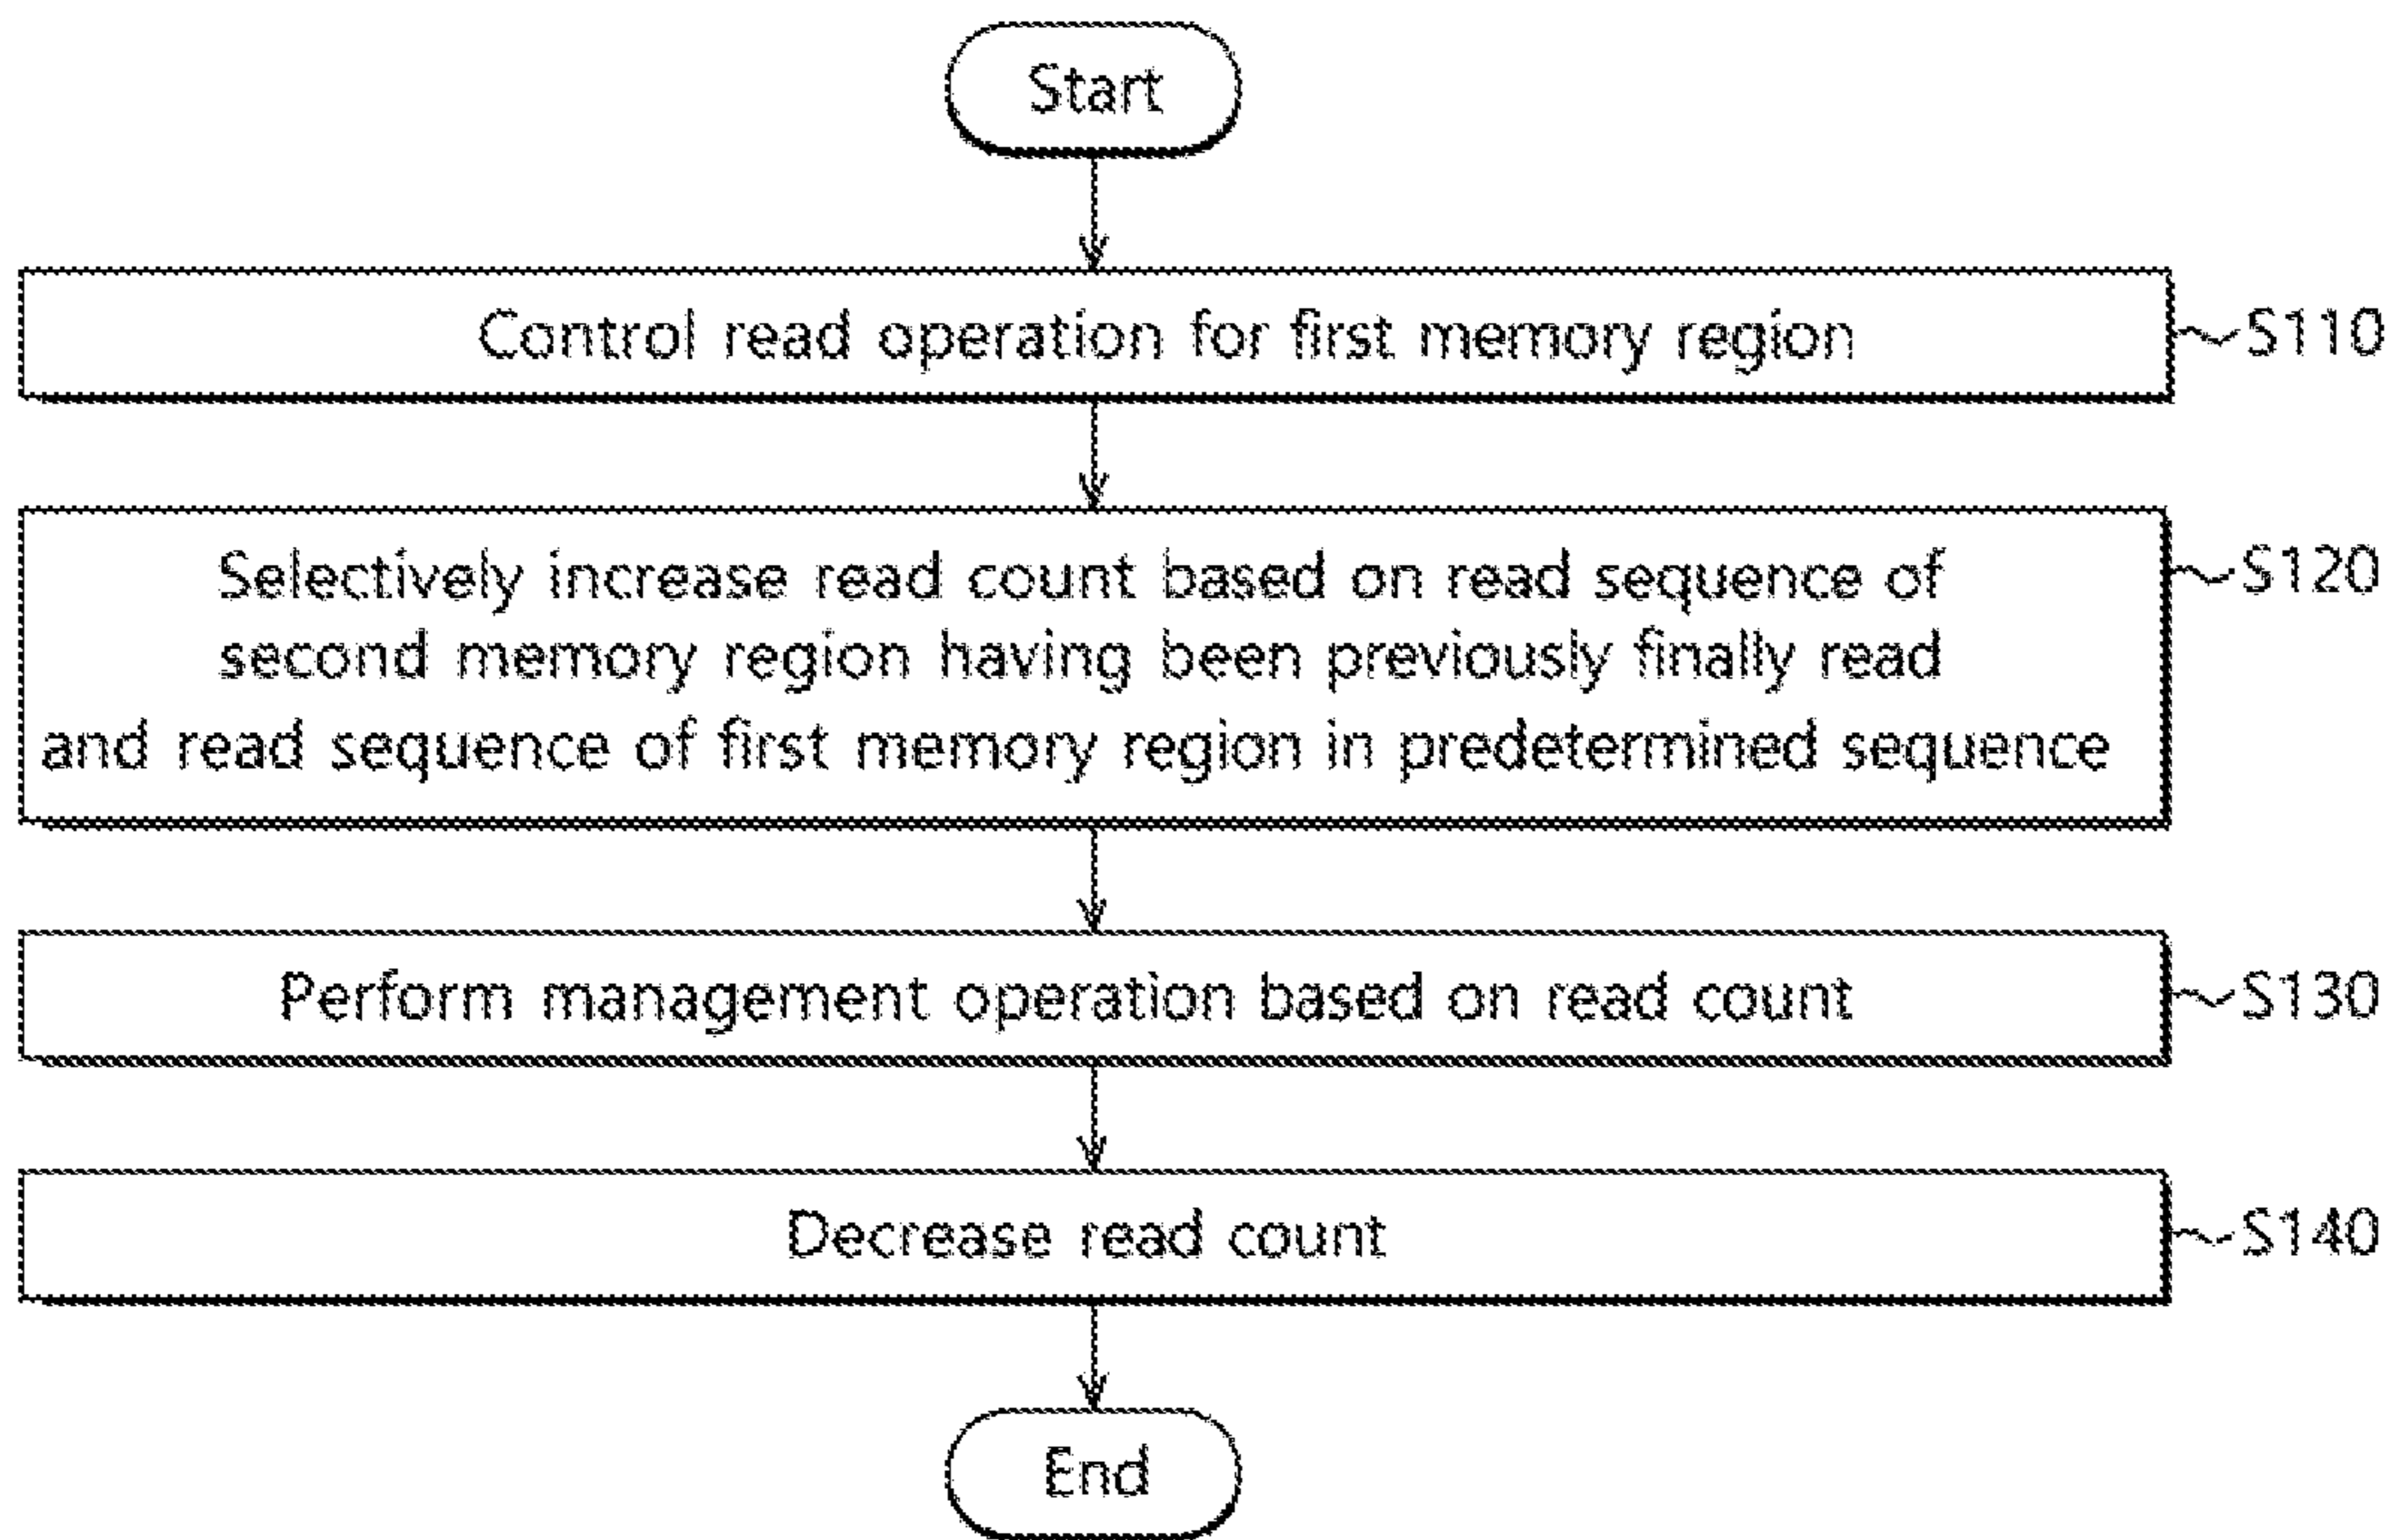 Start
Control read operation for first memory region
S110
Selectively increase read count based on read sequence of
second memory region having been previously finally read
and read sequence of first memory region in predetermined sequence
S120
Perform management operation based on read count
S130
Decrease read count
S140
End